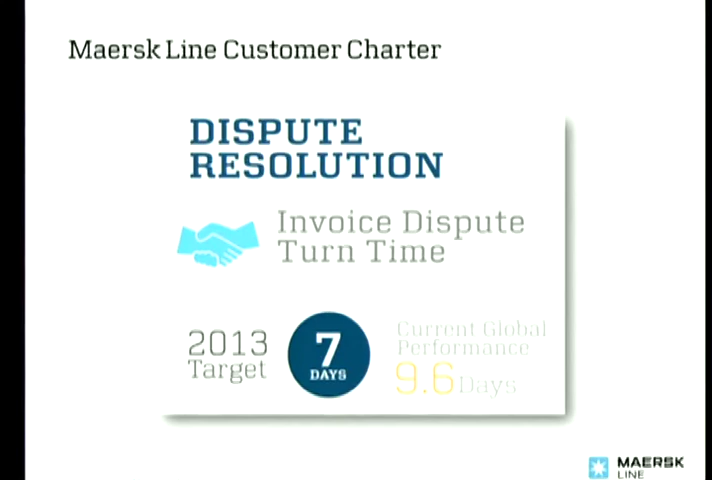 Maersk Line Customer Charter
DISPUTE
RESOLUTION
Invoice Dispute
Turn Time
2013
Target
7
DAYS
Current Global
Performance
9.6 Days
MAERSK
LINE